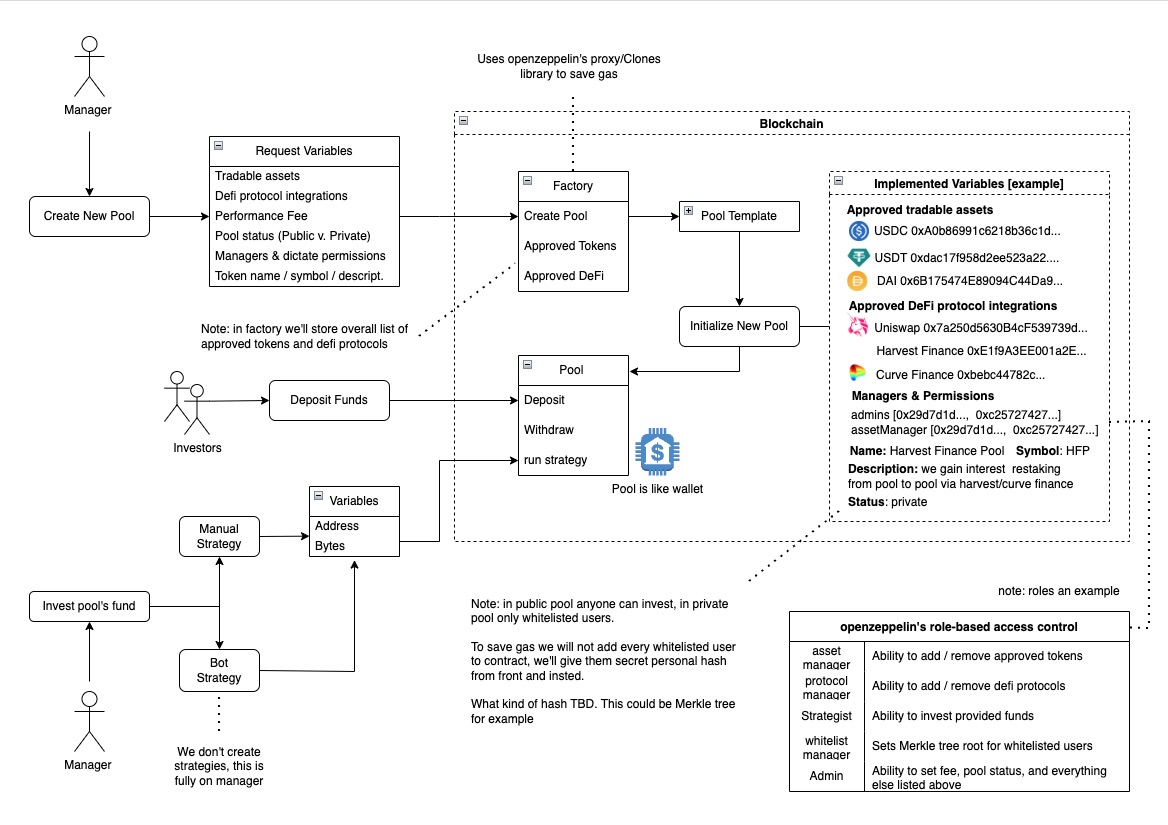 Uses openzeppelin's proxy/Clones
library to save gas
Manager
Create New Pool
Request Variables
Tradable assets
Defi protocol integrations
Performance Fee
Pool status (Public v. Private)
Managers & dictate permissions
Token name / symbol / descript.
Blockchain
Factory
Create Pool
Approved Tokens
Approved DeFi
Pool Template
Initialize New Pool
Note: in factory we'll store overall list of
approved tokens and defi protocols
Implemented Variables [example]
Approved tradable assets
USDC 0xA0b86991c6218b36c1d...
USDT 0xdac17f958d2ee523a22....
DAI 0x6B175474E89094C44Da9...
Approved DeFi protocol integrations
Uniswap 0x7a250d5630B4cF539739d...
Harvest Finance 0xE1f9A3EE001a2E...
Curve Finance 0xbebc44782c...
Managers & Permissions
admins [0x29d7d1d...,  0xc25727427...]
assetManager [0x29d7d1d...,  0xc25727427...]
Name: Harvest Finance Pool   Symbol: HFP
Description: we gain interest  restaking
from pool to pool via harvest/curve finance
Status: private
Investors
Deposit Funds
Pool
Deposit
Withdraw
run strategy
Pool is like wallet
Variables
Address
Bytes
Manual
Strategy
Invest pool's fund
Bot
Strategy
Manager
We don't create
strategies, this is
fully on manager
Note: in public pool anyone can invest, in private
pool only whitelisted users.
To save gas we will not add every whitelisted user
to contract, we'll give them secret personal hash
from front and insted.
What kind of hash TBD. This could be Merkle tree
for example
note: roles an example
openzeppelin's role-based access control
asset
manager
Ability to add / remove approved tokens
protocol
manager
Ability to add / remove defi protocols
Strategist
Ability to invest provided funds
whitelist
manager
Sets Merkle tree root for whitelisted users
Admin
Ability to set fee, pool status, and everything
else listed above